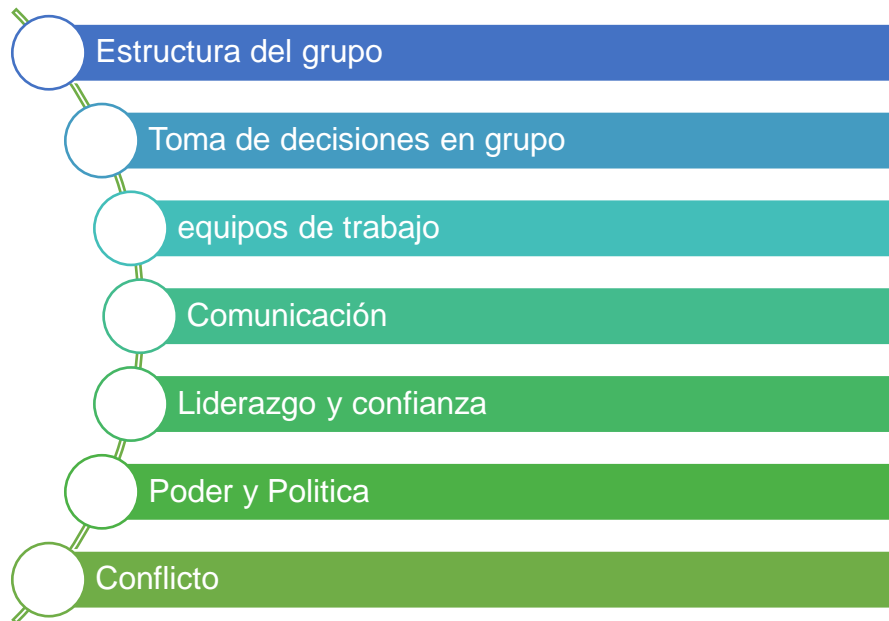 Estructura del grupo
Toma de decisiones en grupo
equipos de trabajo
Comunicación
Liderazgo y confianza
Poder y Politica
Conflicto